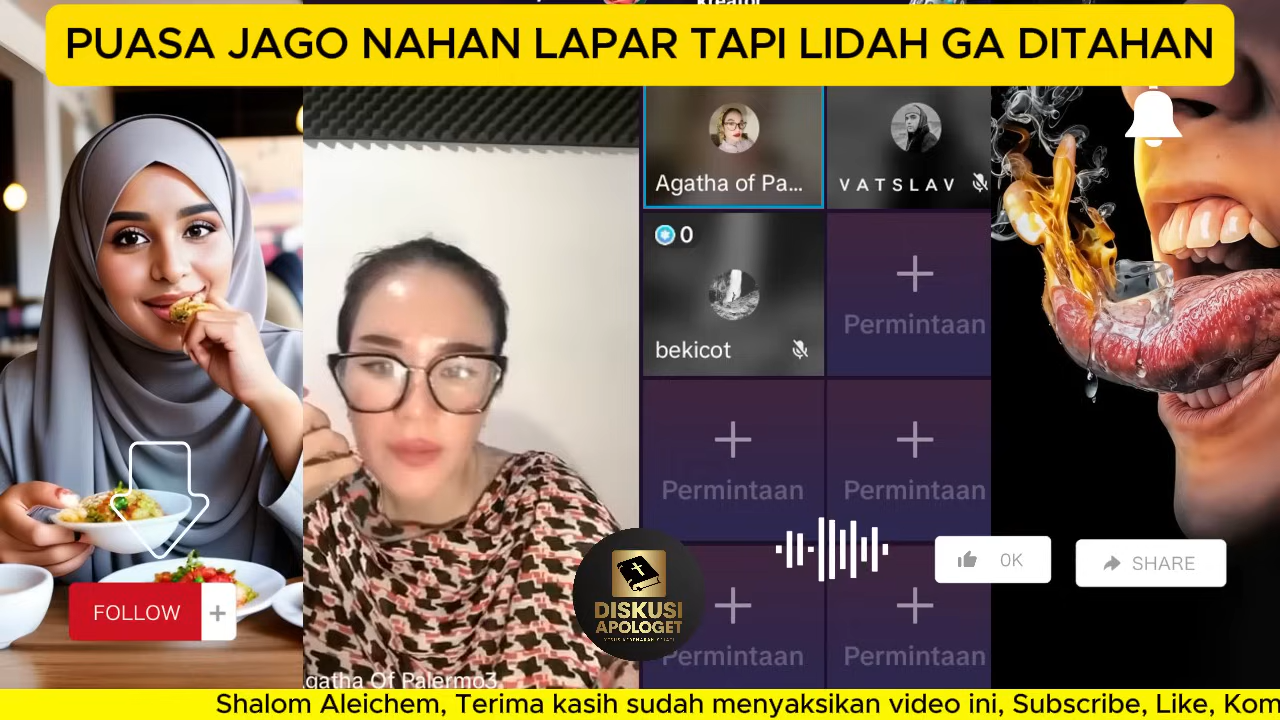 PUASA JAGO NAHAN LAPAR TAPI LIDAH GA DITAHAN
Agatha of Pa...
VATSLAV
0
bekicot
Permintaan
Permintaan
Permintaan
Permintaan
Permintaan
FOLLOW +
0K
SHARE
DISKUSI
APOLOGET
gatha Of Palermo3
Shalom Aleichem, Terima kasih sudah menyaksikan video ini, Subscribe, Like, Kom